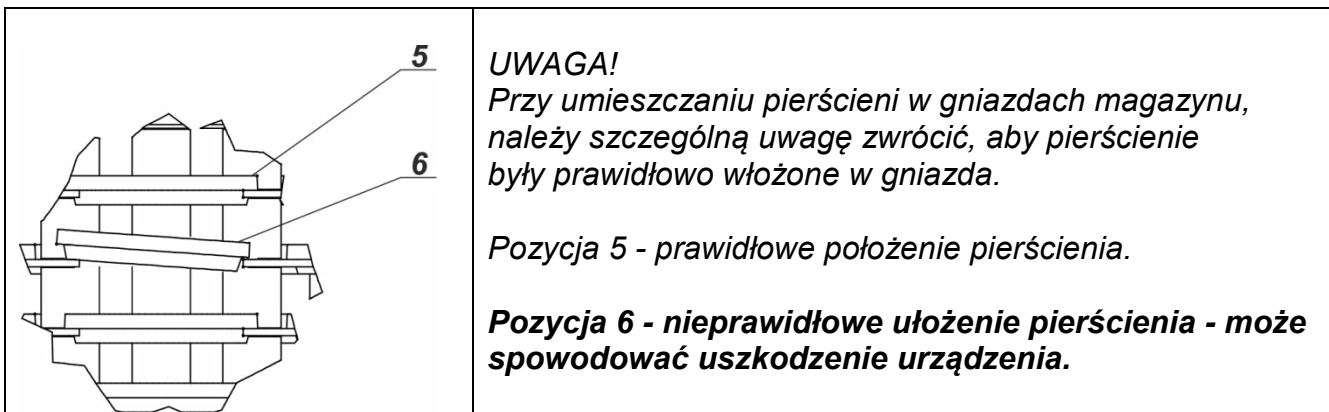 5
6
UWAGA!
Przy umieszczaniu pierścieni w gniazdach magazynu,
należy szczególną uwagę zwrócić, aby pierścienie
były prawidłowo włożone w gniazda.
Pozycja 5 - prawidłowe położenie pierścienia.
Pozycja 6 - nieprawidłowe ułożenie pierścienia - może
spowodować uszkodzenie urządzenia.